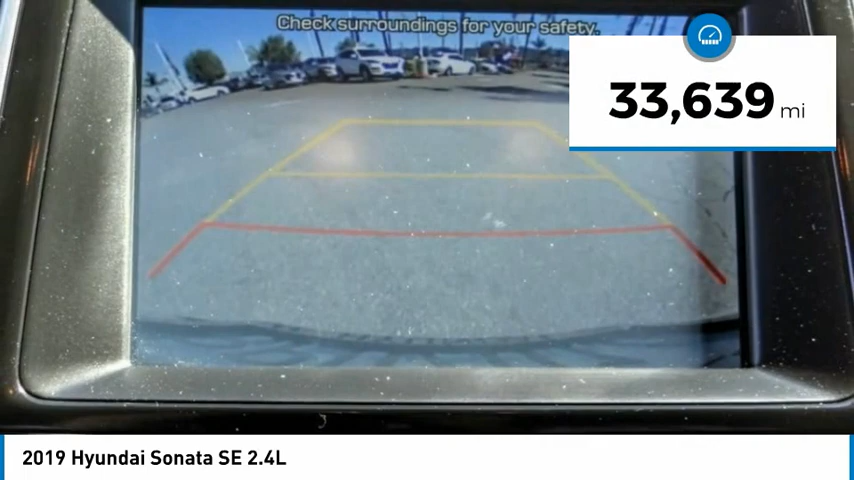 Check surroundings for your safety.
33,639 mi
2019 Hyundai Sonata SE 2.4L